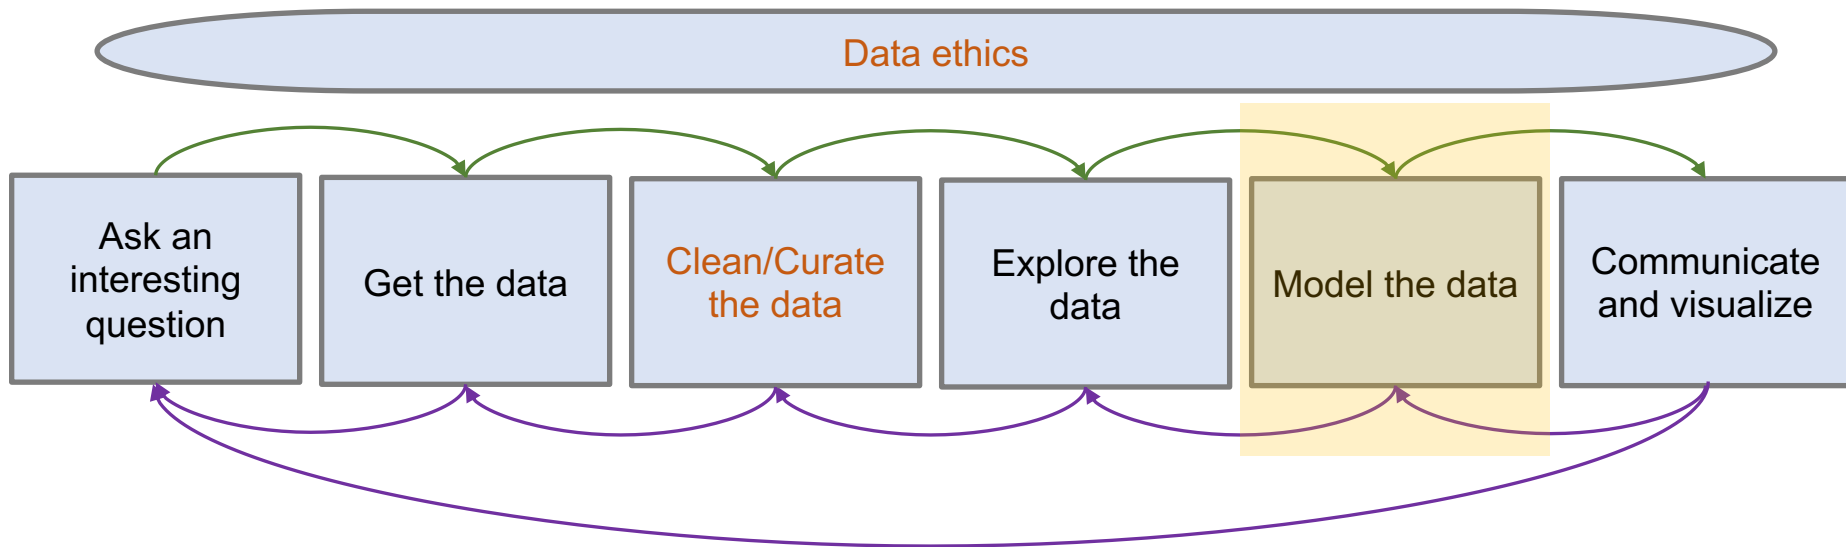 Data ethics
Ask an
interesting
question
Get the data
Clean/Curate
the data
Explore the
data
Model the data
Communicate
and visualize